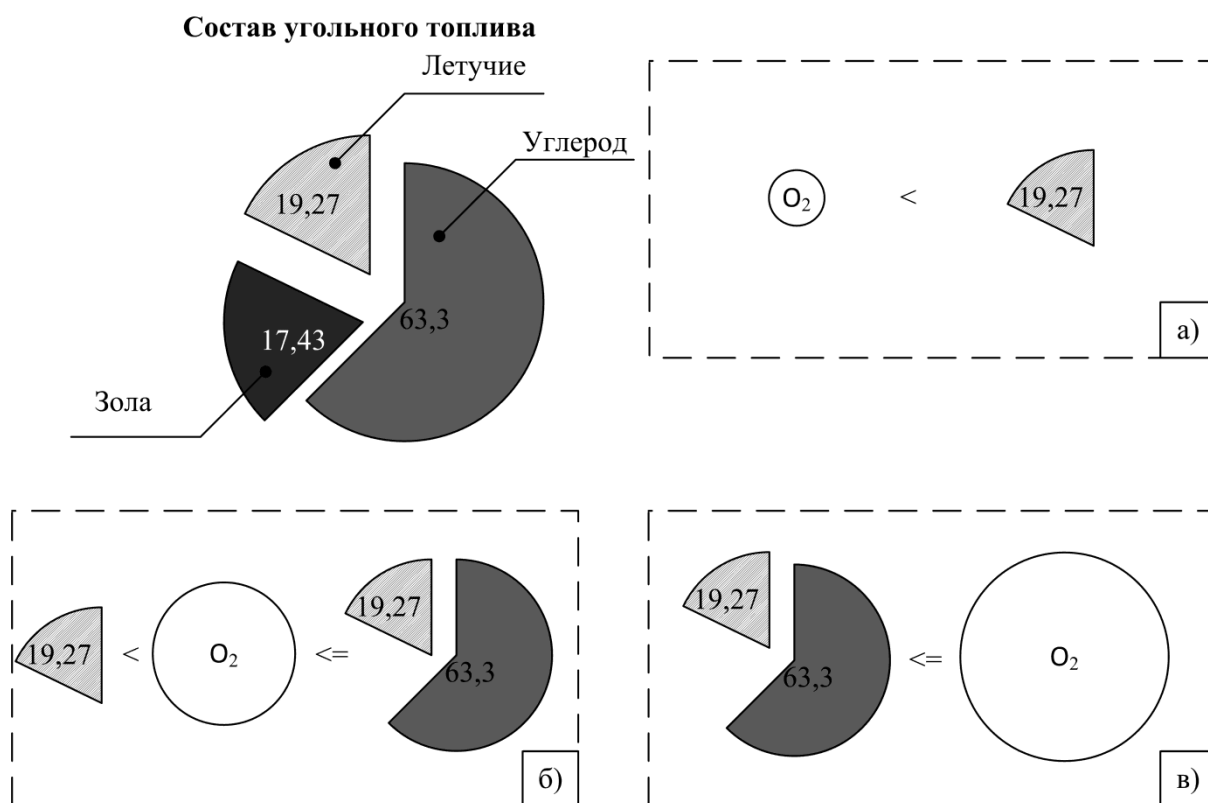 Состав угольного топлива
Летучие
Углерод
19,27
63,3
17,43
Зола
O₂ < 19,27
а)
19,27 < O₂ <= 19,27
63,3
б)
19,27
63,3 <= O₂
в)